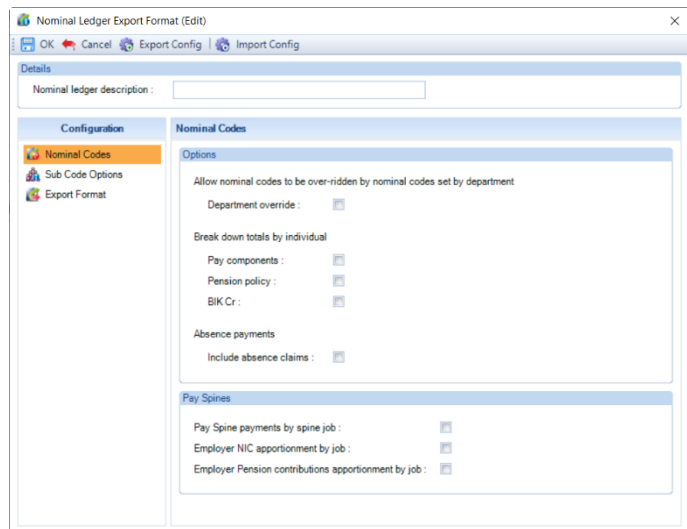 Nominal Ledger Export Format (Edit)
OK Cancel Export Config Import Config
Details
Nominal ledger description :
Configuration
Nominal Codes
Sub Code Options
Export Format
Nominal Codes
Options
Allow nominal codes to be over-ridden by nominal codes set by department
Department override :
Break down totals by individual
Pay components :
Pension policy :
BIK Cr :
Absence payments
Include absence claims :
Pay Spines
Pay Spine payments by spine job :
Employer NIC apportionment by job :
Employer Pension contributions apportionment by job :